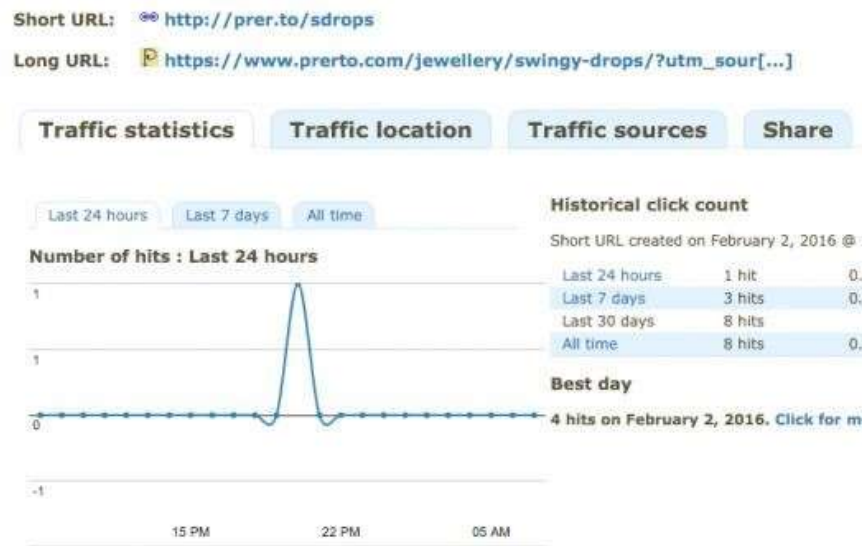 Short URL: http://prer.to/sdrops
Long URL: https://www.prerto.com/jewellery/swingy-drops/?utm_sour[...]
Traffic statistics Traffic location Traffic sources Share
Last 24 hours Last 7 days All time
Number of hits : Last 24 hours
1
1
0
-1
15 PM 22 PM 05 AM
Historical click count
Short URL created on February 2, 2016 @
Last 24 hours 1 hit 0.
Last 7 days 3 hits 0.
Last 30 days 8 hits
All time 8 hits 0.
Best day
4 hits on February 2, 2016. Click for m